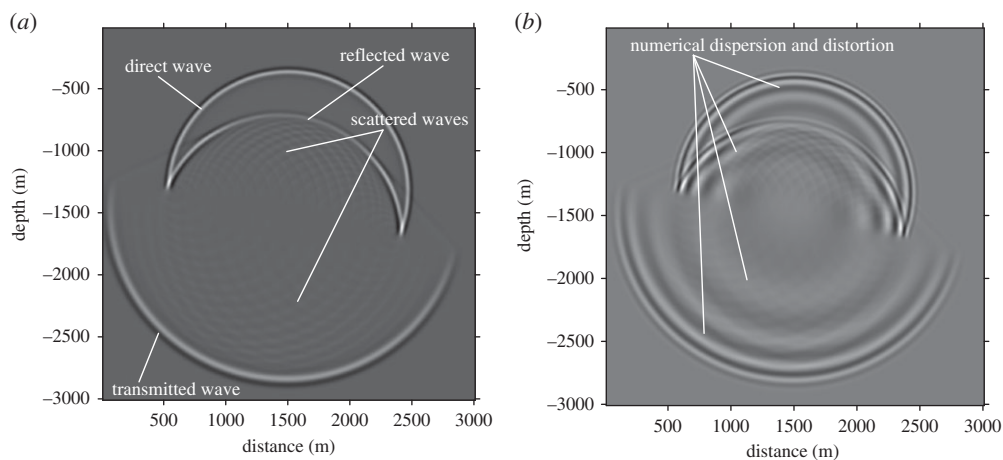 (a)
direct wave
reflected wave
scattered waves
transmitted wave
–500
–1000
–1500
–2000
–2500
–3000
depth (m)
500 1000 1500 2000 2500 3000
distance (m)
(b)
numerical dispersion and distortion
–500
–1000
–1500
–2000
–2500
–3000
depth (m)
500 1000 1500 2000 2500 3000
distance (m)